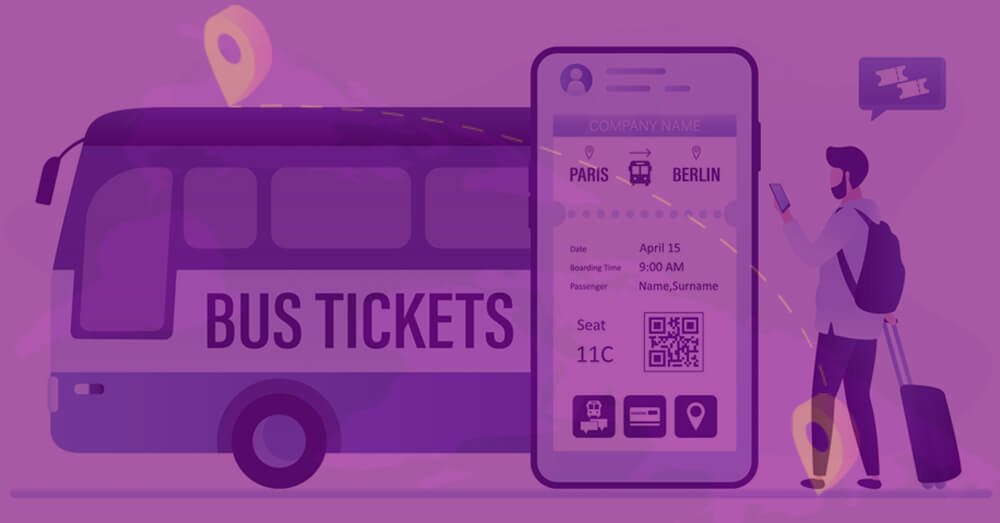 BUS TICKETS
COMPANY NAME
PARIS BERLIN
Date April 15
Boarding Time 9:00 AM
Passenger Name,Surname
Seat
11C